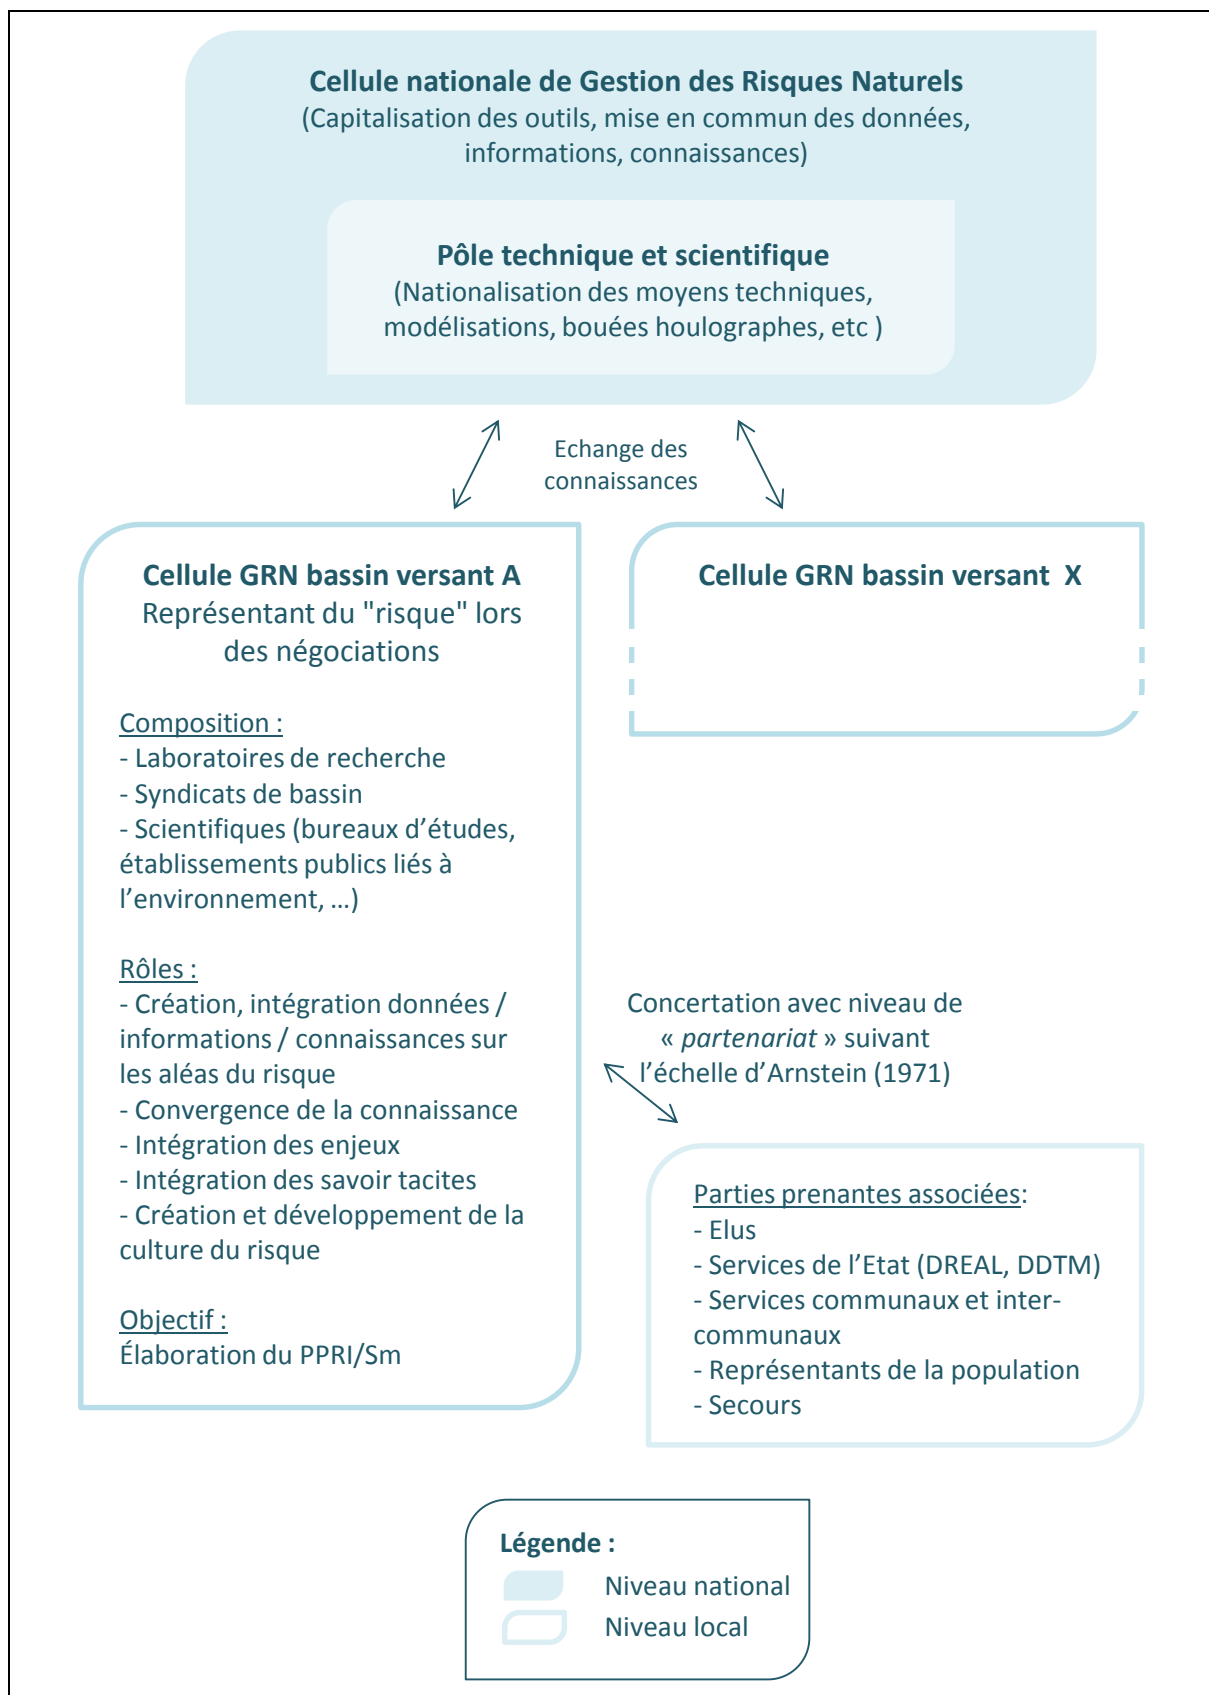 Cellule nationale de Gestion des Risques Naturels
(Capitalisation des outils, mise en commun des données,
informations, connaissances)
Pôle technique et scientifique
(Nationalisation des moyens techniques,
modélisations, bouées houlographes, etc )
Echange des
connaissances
Cellule GRN bassin versant A
Représentant du "risque" lors
des négociations
Composition :
- Laboratoires de recherche
- Syndicats de bassin
- Scientifiques (bureaux d’études,
établissements publics liés à
l’environnement, …)
Rôles :
- Création, intégration données /
informations / connaissances sur
les aléas du risque
- Convergence de la connaissance
- Intégration des enjeux
- Intégration des savoir tacites
- Création et développement de la
culture du risque
Objectif :
Élaboration du PPRI/Sm
Cellule GRN bassin versant  X
Concertation avec niveau de
« partenariat » suivant
l’échelle d’Arnstein (1971)
Parties prenantes associées:
- Elus
- Services de l’Etat (DREAL, DDTM)
- Services communaux et inter-
communaux
- Représentants de la population
- Secours
Légende :
Niveau national
Niveau local